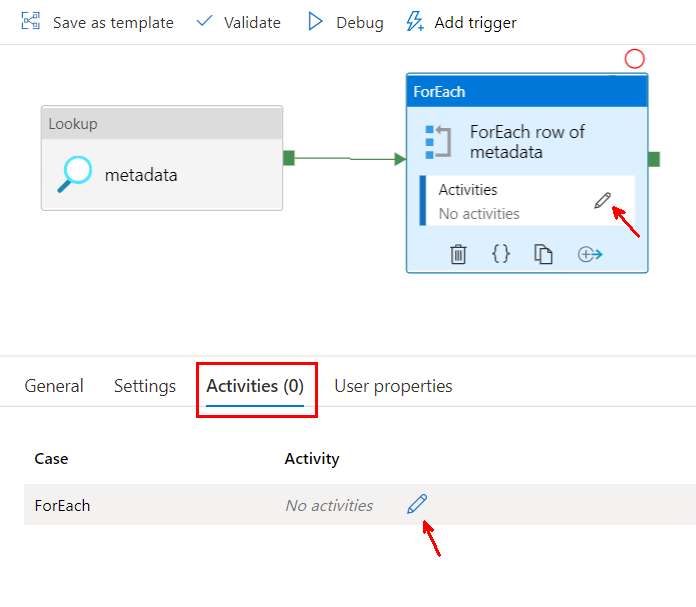 Save as template Validate Debug Add trigger
Lookup
metadata
ForEach
ForEach row of
metadata
Activities
No activities
General Settings Activities (0) User properties
Case Activity
ForEach No activities